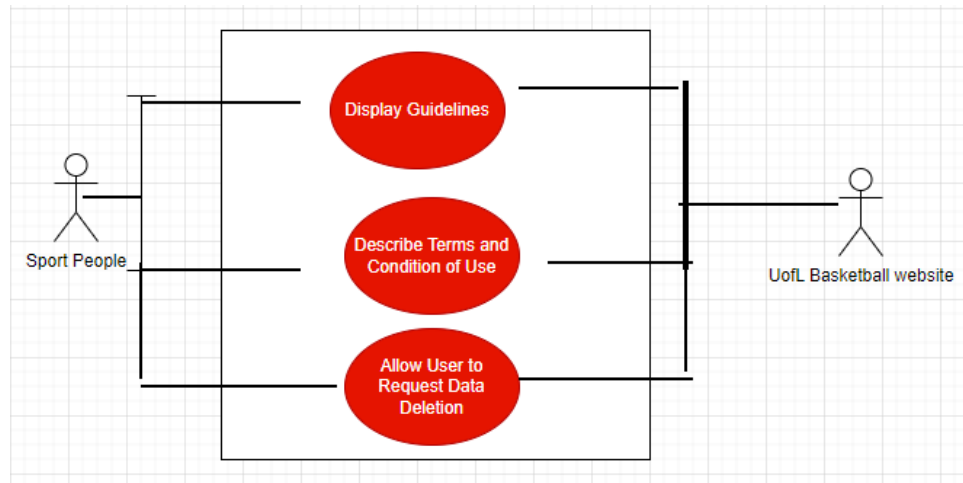 Display Guidelines
Describe Terms and
Condition of Use
Sport People
UofL Basketball website
Allow User to
Request Data
Deletion